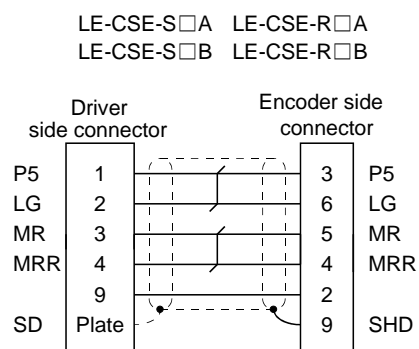 LE-CSE-S□A LE-CSE-R□A
LE-CSE-S□B LE-CSE-R□B
Driver side connector
Encoder side connector
P5 1 3 P5
LG 2 6 LG
MR 3 5 MR
MRR 4 4 MRR
9 2
SD Plate 9 SHD